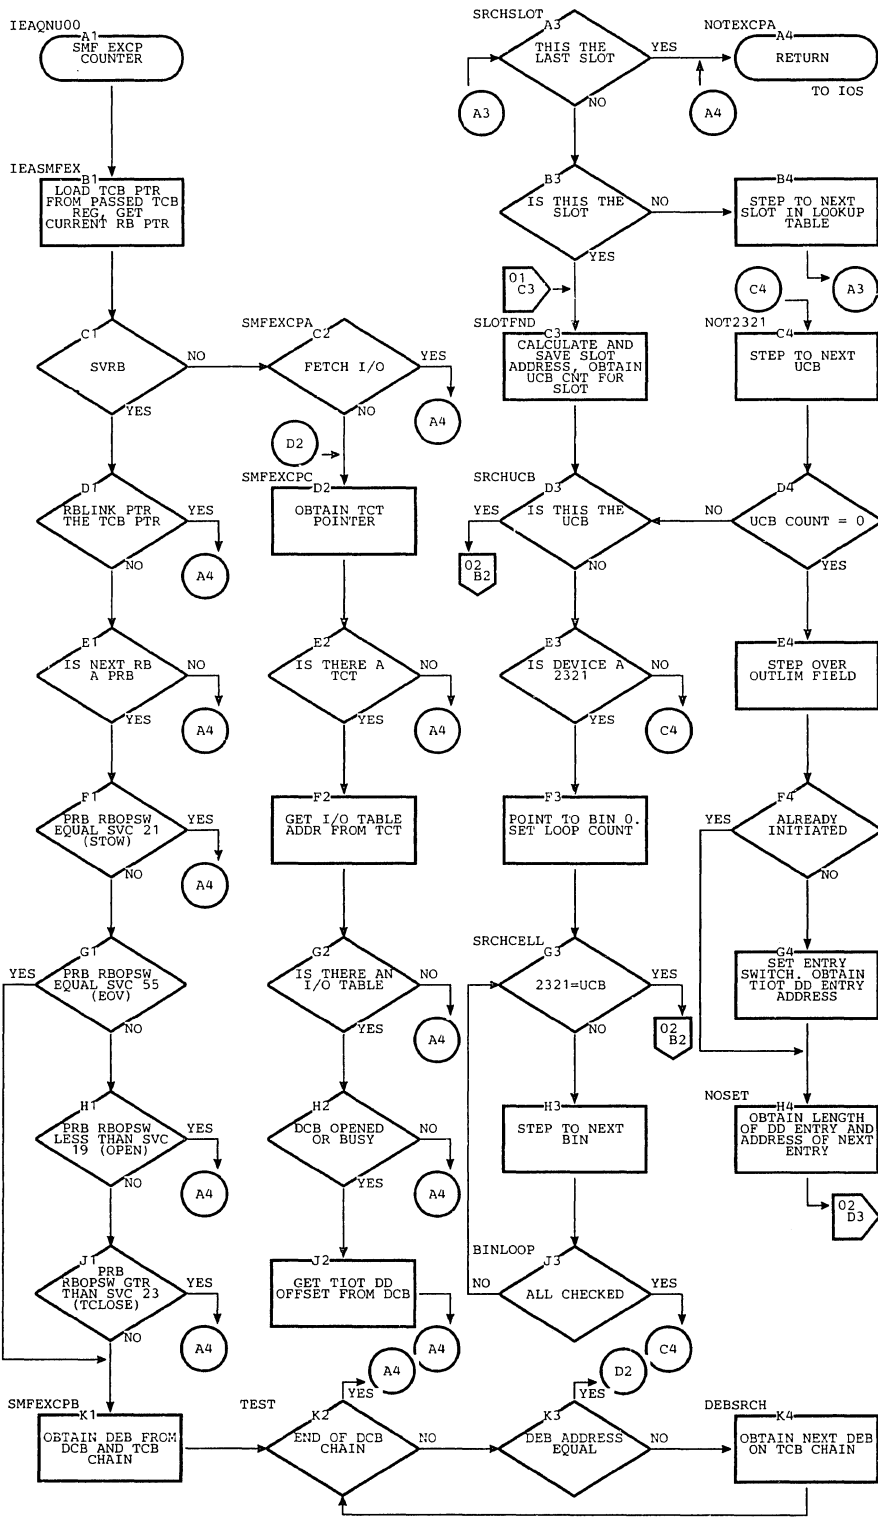 IEAQNU00
A1
SMF EXCP
COUNTER
IEASMFEX
B1
LOAD TCB PTR
FROM PASSED TCB
REG, GET
CURRENT RB PTR
C1
SVRB
NO
YES
D1
RBLINK PTR
THE TCB PTR
YES
A4
NO
E1
IS NEXT RB
A PRB
NO
A4
YES
F1
PRB RBOPSW
EQUAL SVC 21
(STOW)
YES
A4
NO
G1
YES
PRB RBOPSW
EQUAL SVC 55
(EOV)
NO
H1
PRB RBOPSW
LESS THAN SVC
19 (OPEN)
YES
A4
NO
J1
PRB
RBOPSW GTR
THAN SVC 23
(TCLOSE)
YES
A4
NO
SMFEXCPB
K1
OBTAIN DEB FROM
DCB AND TCB
CHAIN
SMFEXCPA
C2
FETCH I/O
YES
A4
NO
D2
SMFEXCPC
D2
OBTAIN TCT
POINTER
E2
IS THERE A
TCT
NO
A4
YES
F2
GET I/O TABLE
ADDR FROM TCT
G2
IS THERE AN
I/O TABLE
NO
A4
YES
H2
DCB OPENED
OR BUSY
NO
A4
YES
J2
GET TIOT DD
OFFSET FROM DCB
A4
A4
YES
TEST
K2
END OF DCB
CHAIN
NO
SRCHSLOT
A3
THIS THE
LAST SLOT
YES
A3
NO
B3
IS THIS THE
SLOT
NO
YES
01
C3
SLOTFND
C3
CALCULATE AND
SAVE SLOT
ADDRESS, OBTAIN
UCB CNT FOR
SLOT
SRCHUCB
D3
YES
IS THIS THE
UCB
NO
02
B2
NO
E3
IS DEVICE A
2321
NO
C4
YES
F3
POINT TO BIN 0.
SET LOOP COUNT
SRCHCELL
G3
2321=UCB
YES
02
B2
NO
H3
STEP TO NEXT
BIN
BINLOOP
J3
NO
ALL CHECKED
YES
C4
D2
YES
K3
DEB ADDRESS
EQUAL
NO
NOTEXCPA
A4
RETURN
TO IOS
A4
B4
STEP TO NEXT
SLOT IN LOOKUP
TABLE
A3
C4
NOT2321
C4
STEP TO NEXT
UCB
D4
UCB COUNT = 0
YES
E4
STEP OVER
OUTLIM FIELD
F4
YES
ALREADY
INITIATED
NO
G4
SET ENTRY
SWITCH. OBTAIN
TIOT DD ENTRY
ADDRESS
NOSET
H4
OBTAIN LENGTH
OF DD ENTRY AND
ADDRESS OF NEXT
ENTRY
02
D3
DEBSRCH
K4
OBTAIN NEXT DEB
ON TCB CHAIN